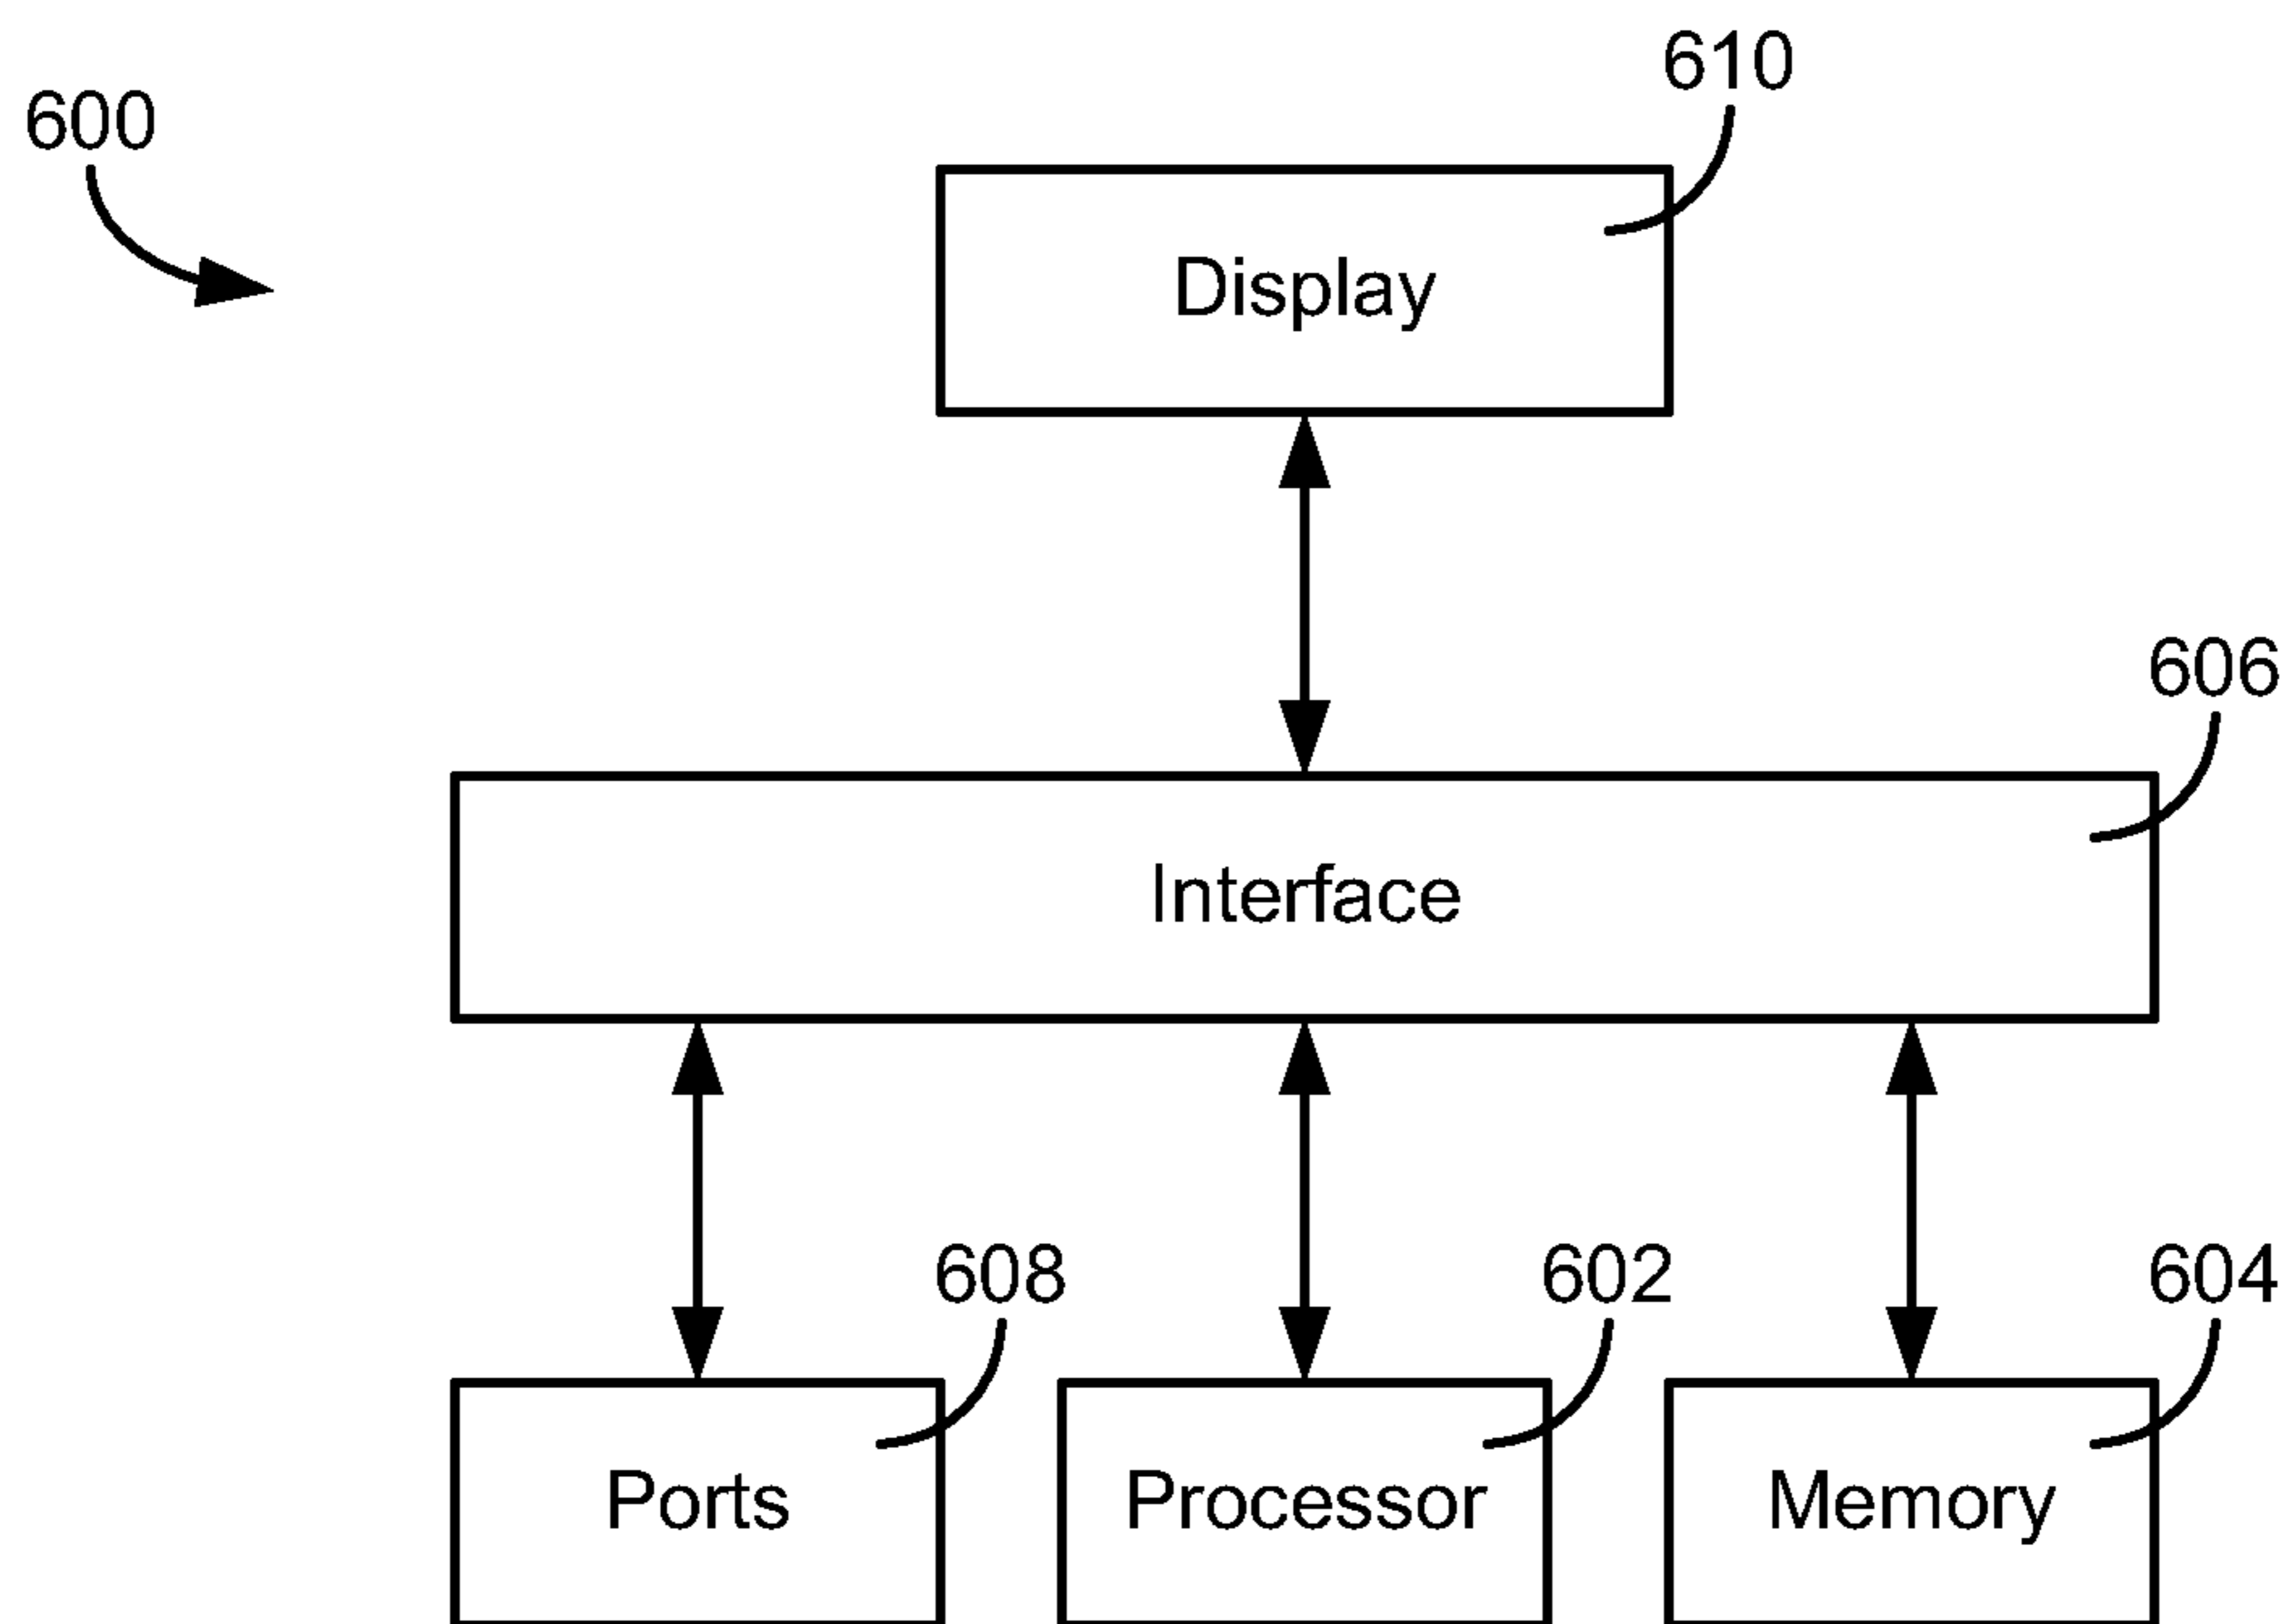 610
600
Display
606
Interface
608
602
604
Ports
Processor
Memory